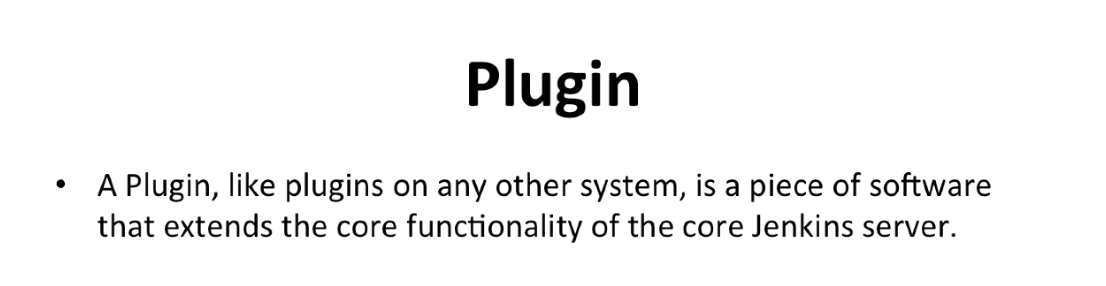 Plugin
• A Plugin, like plugins on any other system, is a piece of software
that extends the core functionality of the core Jenkins server.